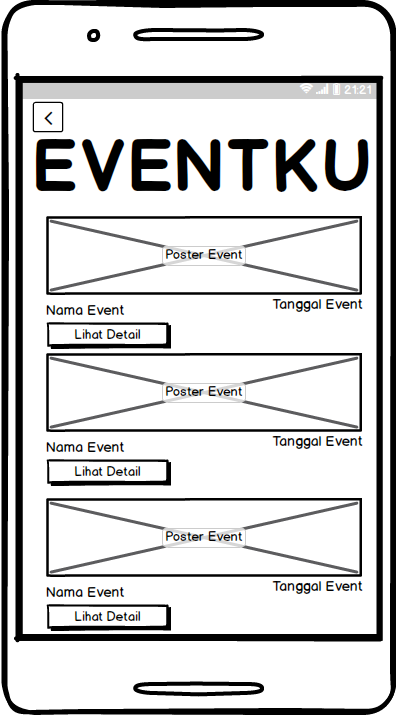 21:21
EVENTKU
Poster Event
Nama Event
Tanggal Event
Lihat Detail
Poster Event
Nama Event
Tanggal Event
Lihat Detail
Poster Event
Nama Event
Tanggal Event
Lihat Detail